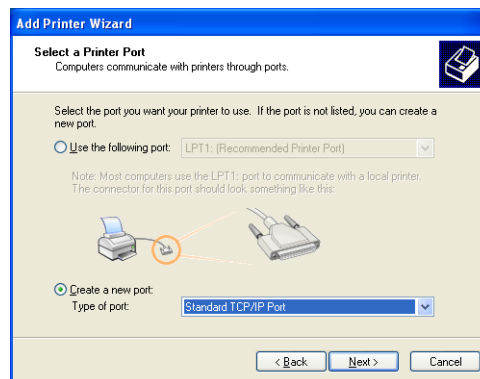 Add Printer Wizard
Select a Printer Port
Computers communicate with printers through ports.
Select the port you want your printer to use. If the port is not listed, you can create a
new port.
Use the following port: LPT1: (Recommended Printer Port)
Note: Most computers use the LPT1: port to communicate with a local printer.
The connector for this port should look something like this:
Create a new port:
Type of port: Standard TCP/IP Port
< Back Next > Cancel